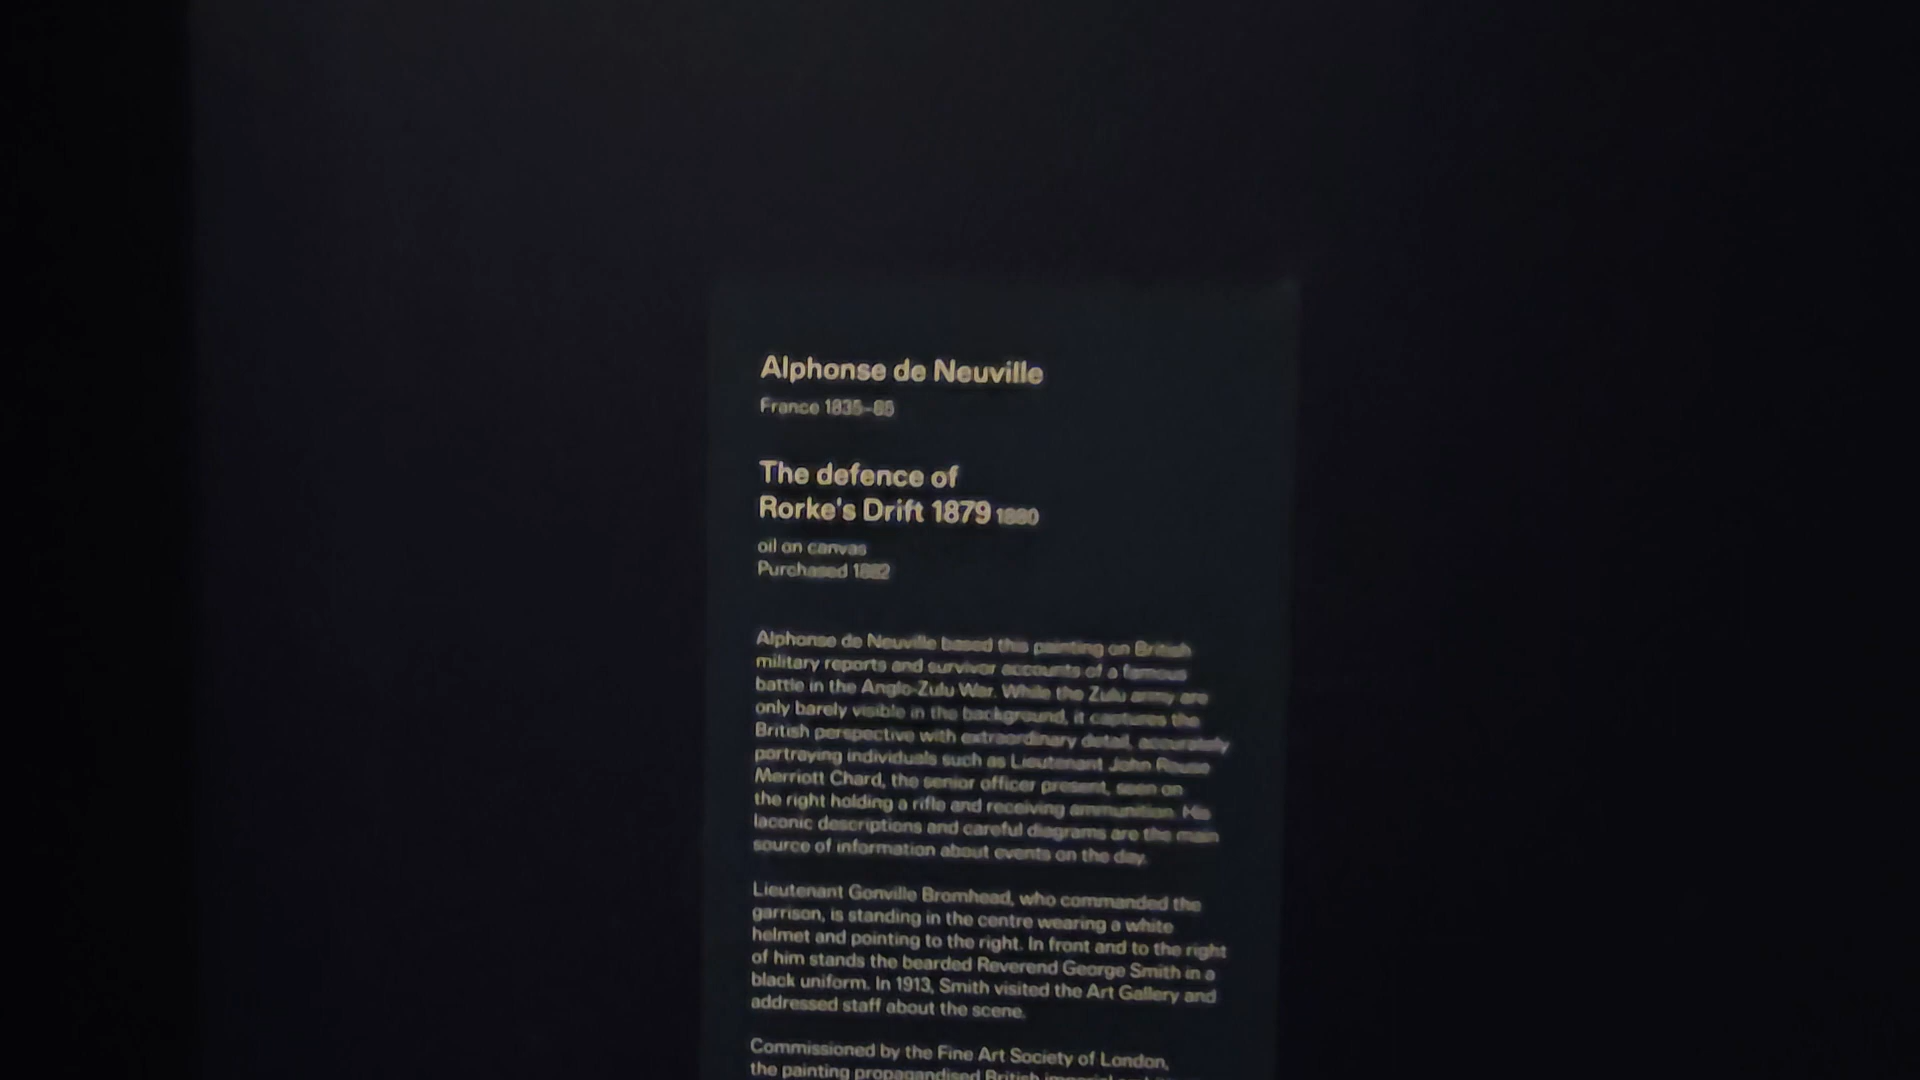 Alphonse de Neuville
France 1835–85
The defence of
Rorke's Drift 1879 1880
oil on canvas
Purchased 1882
Alphonse de Neuville based this painting on British
military reports and survivor accounts of a famous
battle in the Anglo-Zulu War. While the Zulu army are
only barely visible in the background, it captures the
British perspective with extraordinary detail, accurately
portraying individuals such as Lieutenant John Rouse
Merriott Chard, the senior officer present, seen on
the right holding a rifle and receiving ammunition. His
laconic descriptions and careful diagrams are the main
source of information about events on the day.
Lieutenant Gonville Bromhead, who commanded the
garrison, is standing in the centre wearing a white
helmet and pointing to the right. In front and to the right
of him stands the bearded Reverend George Smith in a
black uniform. In 1913, Smith visited the Art Gallery and
addressed staff about the scene.
Commissioned by the Fine Art Society of London,
the painting propagandised British imperial